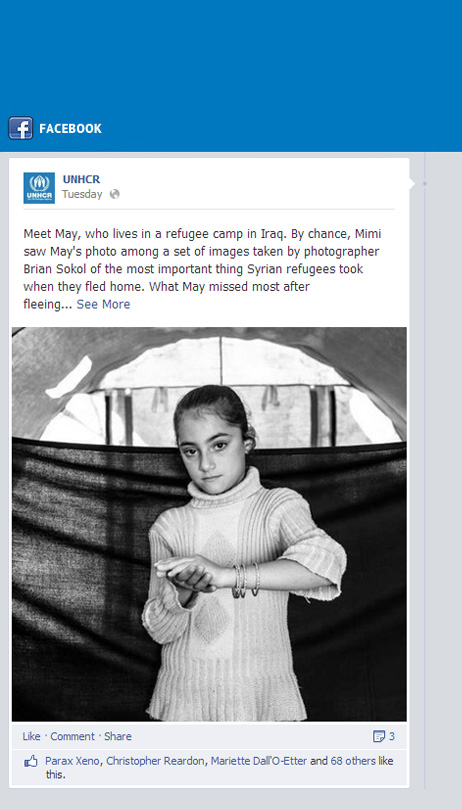 FACEBOOK
UNHCR
UNHCR
Tuesday
Meet May, who lives in a refugee camp in Iraq. By chance, Mimi
saw May's photo among a set of images taken by photographer
Brian Sokol of the most important thing Syrian refugees took
when they fled home. What May missed most after
fleeing... See More
Like · Comment · Share 3
Parax Xeno, Christopher Reardon, Mariette Dall'O-Etter and 68 others like
this.